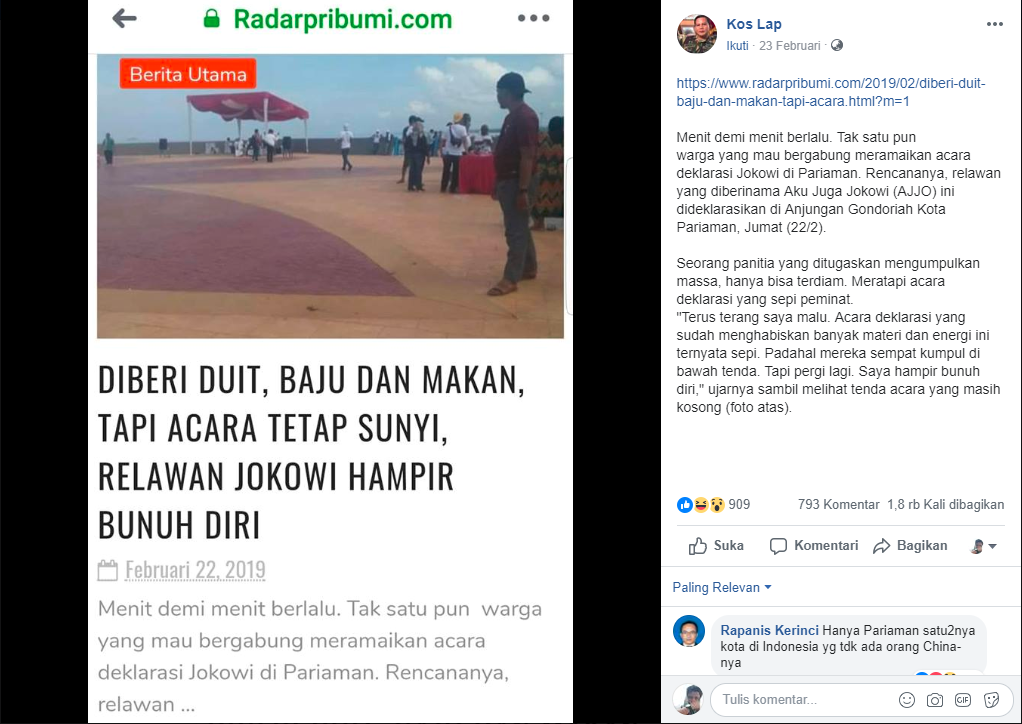 Radarpribumi.com
Berita Utama
DIBERI DUIT, BAJU DAN MAKAN,
TAPI ACARA TETAP SUNYI,
RELAWAN JOKOWI HAMPIR
BUNUH DIRI
Februari 22, 2019
Menit demi menit berlalu. Tak satu pun warga
yang mau bergabung meramaikan acara
deklarasi Jokowi di Pariaman. Rencananya,
relawan ...
Kos Lap
Ikuti · 23 Februari ·
https://www.radarpribumi.com/2019/02/diberi-duit-
baju-dan-makan-tapi-acara.html?m=1
Menit demi menit berlalu. Tak satu pun
warga yang mau bergabung meramaikan acara
deklarasi Jokowi di Pariaman. Rencananya, relawan
yang diberinama Aku Juga Jokowi (AJJO) ini
dideklarasikan di Anjungan Gondoriah Kota
Pariaman, Jumat (22/2).
Seorang panitia yang ditugaskan mengumpulkan
massa, hanya bisa terdiam. Meratapi acara
deklarasi yang sepi peminat.
"Terus terang saya malu. Acara deklarasi yang
sudah menghabiskan banyak materi dan energi ini
ternyata sepi. Padahal mereka sempat kumpul di
bawah tenda. Tapi pergi lagi. Saya hampir bunuh
diri," ujarnya sambil melihat tenda acara yang masih
kosong (foto atas).
909 793 Komentar 1,8 rb Kali dibagikan
Suka Komentari Bagikan
Paling Relevan
Rapanis Kerinci Hanya Pariaman satu2nya
kota di Indonesia yg tdk ada orang China-
nya
Tulis komentar... GIF